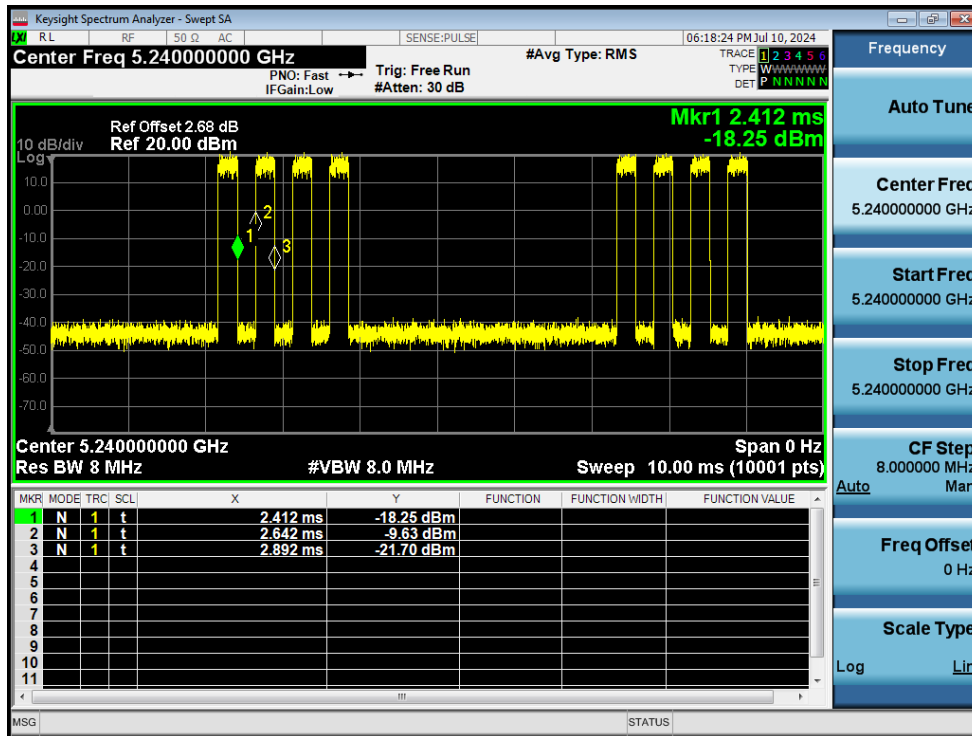 Keysight Spectrum Analyzer - Swept SA
LXI RL RF 50 Ω AC SENSE:PULSE 06:18:24 PM Jul 10, 2024
Center Freq 5.240000000 GHz #Avg Type: RMS TRACE 1 2 3 4 5 6
PNO: Fast Trig: Free Run TYPE WWWWWW
IFGain:Low #Atten: 30 dB DET P N N N N N
Frequency
Mkr1 2.412 ms
Ref Offset 2.68 dB
10 dB/div Ref 20.00 dBm -18.25 dBm
Log
10.0
0.00
-10.0
-20.0
-30.0
-40.0
-50.0
-60.0
-70.0
1
2
3
Center 5.240000000 GHz Span 0 Hz
Res BW 8 MHz #VBW 8.0 MHz Sweep 10.00 ms (10001 pts)
MKR MODE TRC SCL X Y FUNCTION FUNCTION WIDTH FUNCTION VALUE
1 N 1 t 2.412 ms -18.25 dBm
2 N 1 t 2.642 ms -9.63 dBm
3 N 1 t 2.892 ms -21.70 dBm
4
5
6
7
8
9
10
11
MSG STATUS
Auto Tune
Center Freq
5.240000000 GHz
Start Freq
5.240000000 GHz
Stop Freq
5.240000000 GHz
CF Step
8.000000 MHz
Auto Man
Freq Offset
0 Hz
Scale Type
Log Lin